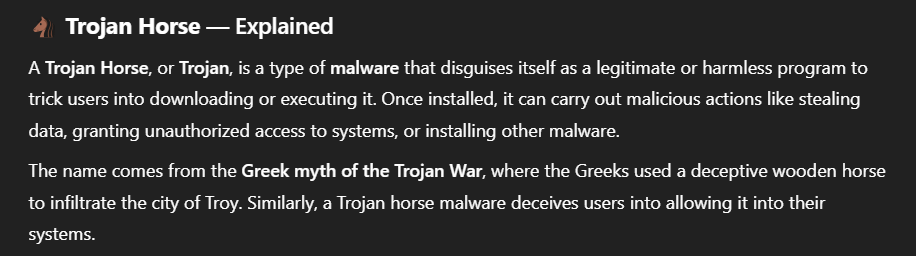 🐴 Trojan Horse — Explained
A Trojan Horse, or Trojan, is a type of malware that disguises itself as a legitimate or harmless program to
trick users into downloading or executing it. Once installed, it can carry out malicious actions like stealing
data, granting unauthorized access to systems, or installing other malware.
The name comes from the Greek myth of the Trojan War, where the Greeks used a deceptive wooden horse
to infiltrate the city of Troy. Similarly, a Trojan horse malware deceives users into allowing it into their
systems.